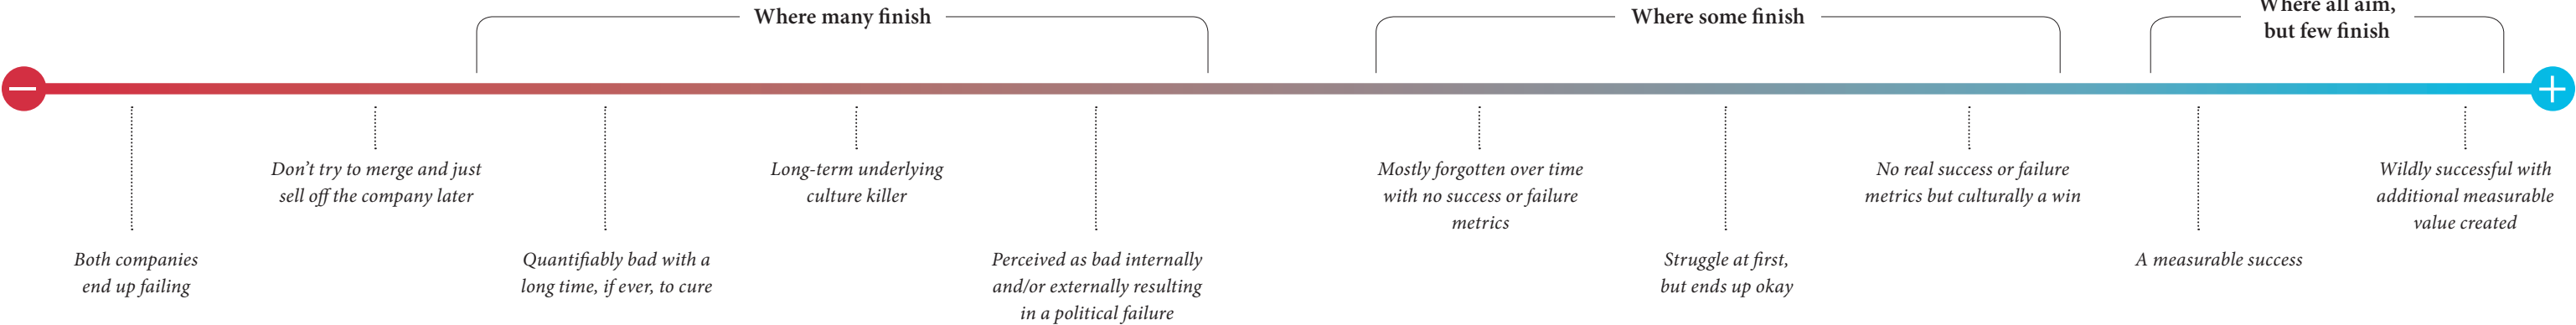 Where many finish
Where some finish
Where all aim,
but few finish
Both companies
end up failing
Don’t try to merge and just
sell off the company later
Quantifiably bad with a
long time, if ever, to cure
Long-term underlying
culture killer
Perceived as bad internally
and/or externally resulting
in a political failure
Mostly forgotten over time
with no success or failure
metrics
Struggle at first,
but ends up okay
No real success or failure
metrics but culturally a win
A measurable success
Wildly successful with
additional measurable
value created